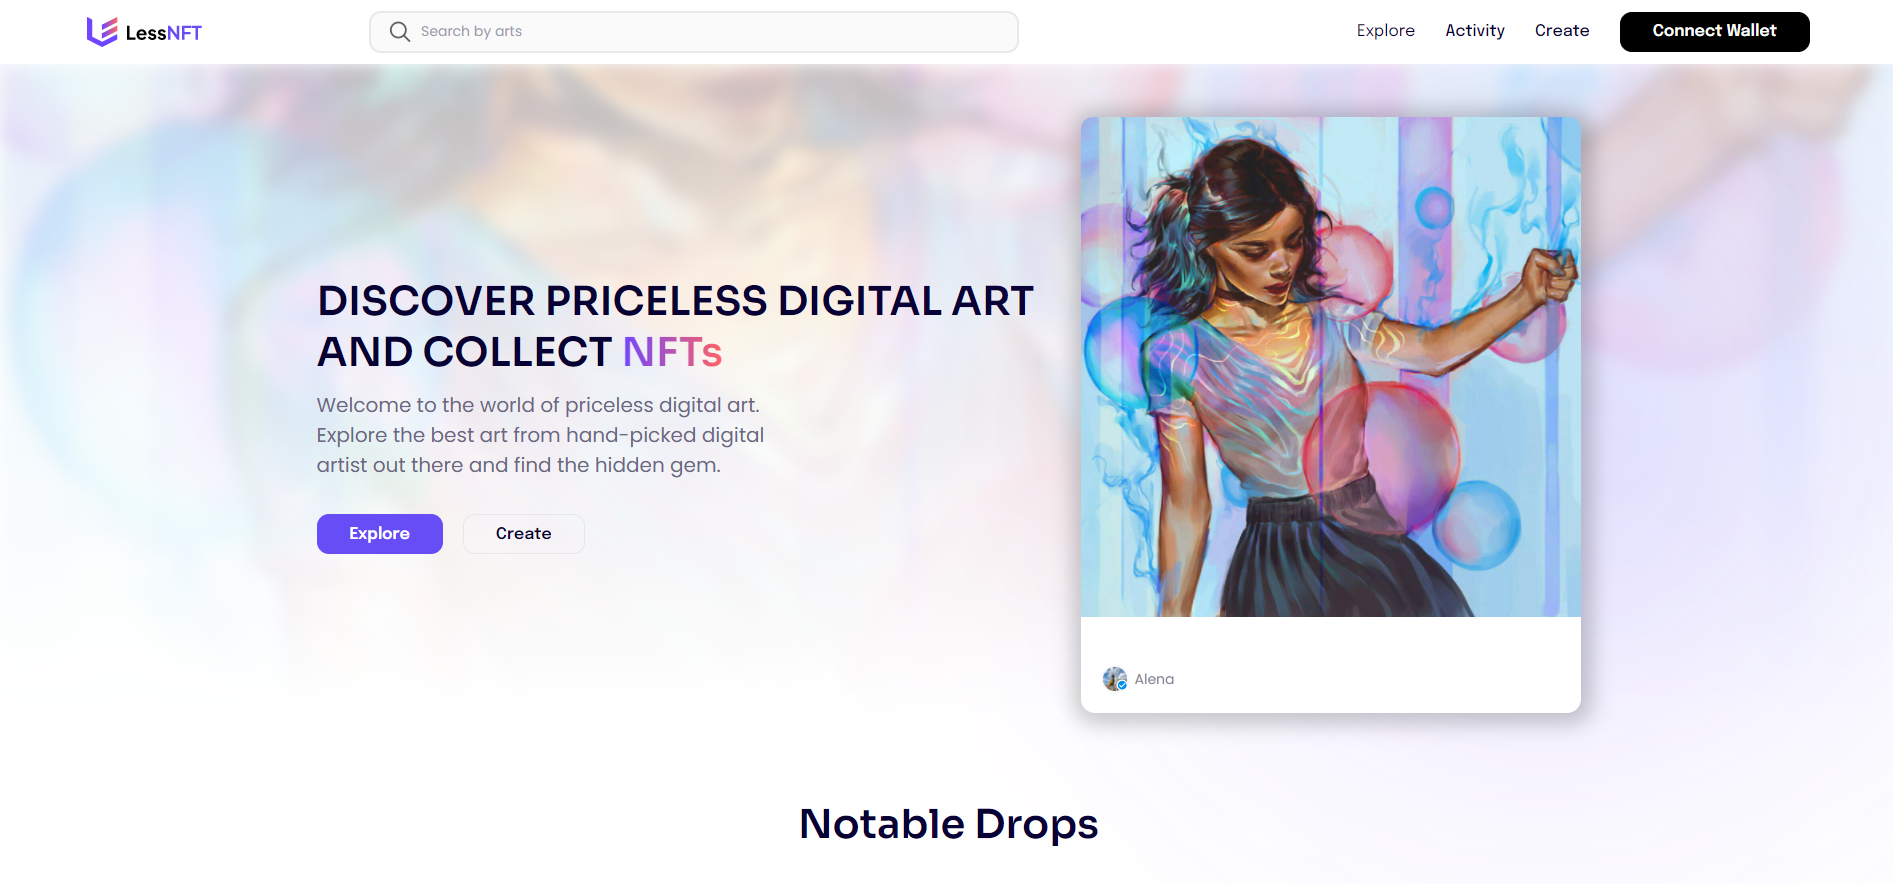 LessNFT
Search by arts
Explore
Activity
Create
Connect Wallet
DISCOVER PRICELESS DIGITAL ART
AND COLLECT NFTs
Welcome to the world of priceless digital art.
Explore the best art from hand-picked digital
artist out there and find the hidden gem.
Explore
Create
Alena
Notable Drops